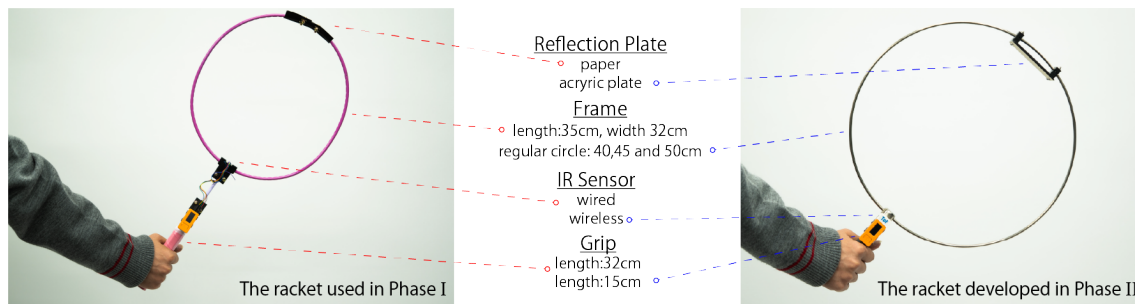 Reflection Plate
paper
acryric plate
Frame
length:35cm, width 32cm
regular circle: 40,45 and 50cm
IR Sensor
wired
wireless
Grip
length:32cm
length:15cm
The racket used in Phase I
The racket developed in Phase II